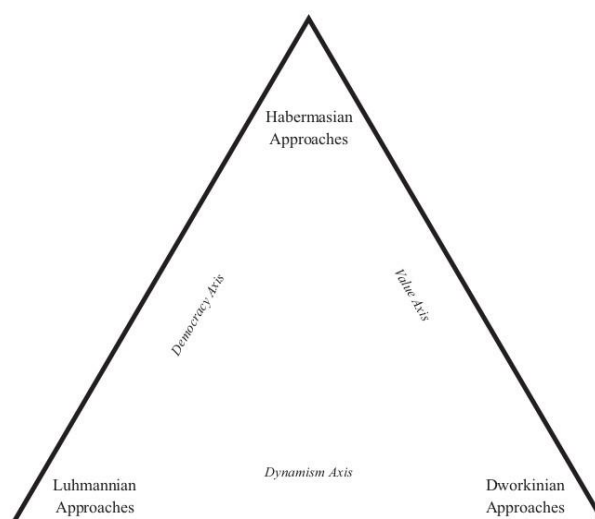 Habermasian
Approaches
Democracy Axis
Value Axis
Dynamism Axis
Luhmannian
Approaches
Dworkinian
Approaches